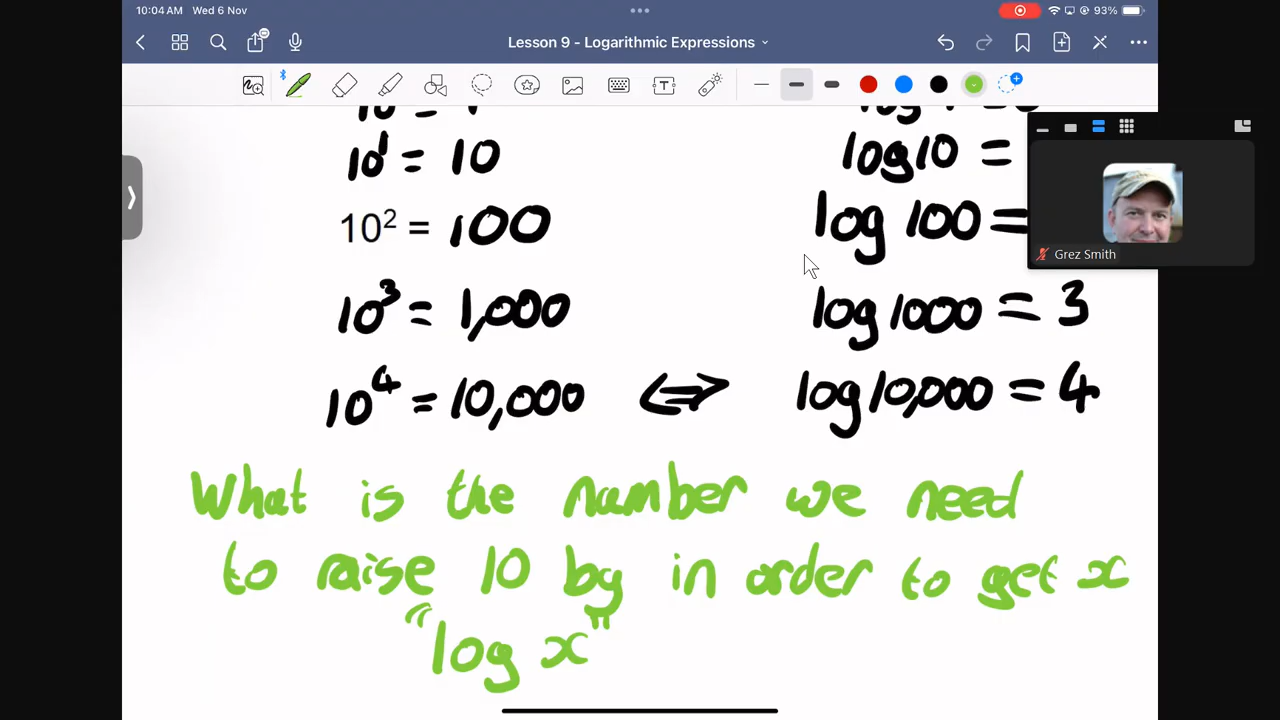 10:04 AM Wed 6 Nov
93%
Lesson 9 - Logarithmic Expressions
10¹ = 10
log 10 =
10² = 100
log 100 =
Grez Smith
10³ = 1,000
log 1000 = 3
10⁴ = 10,000 ⇔ log 10,000 = 4
What is the number we need
to raise 10 by in order to get x
"log x"